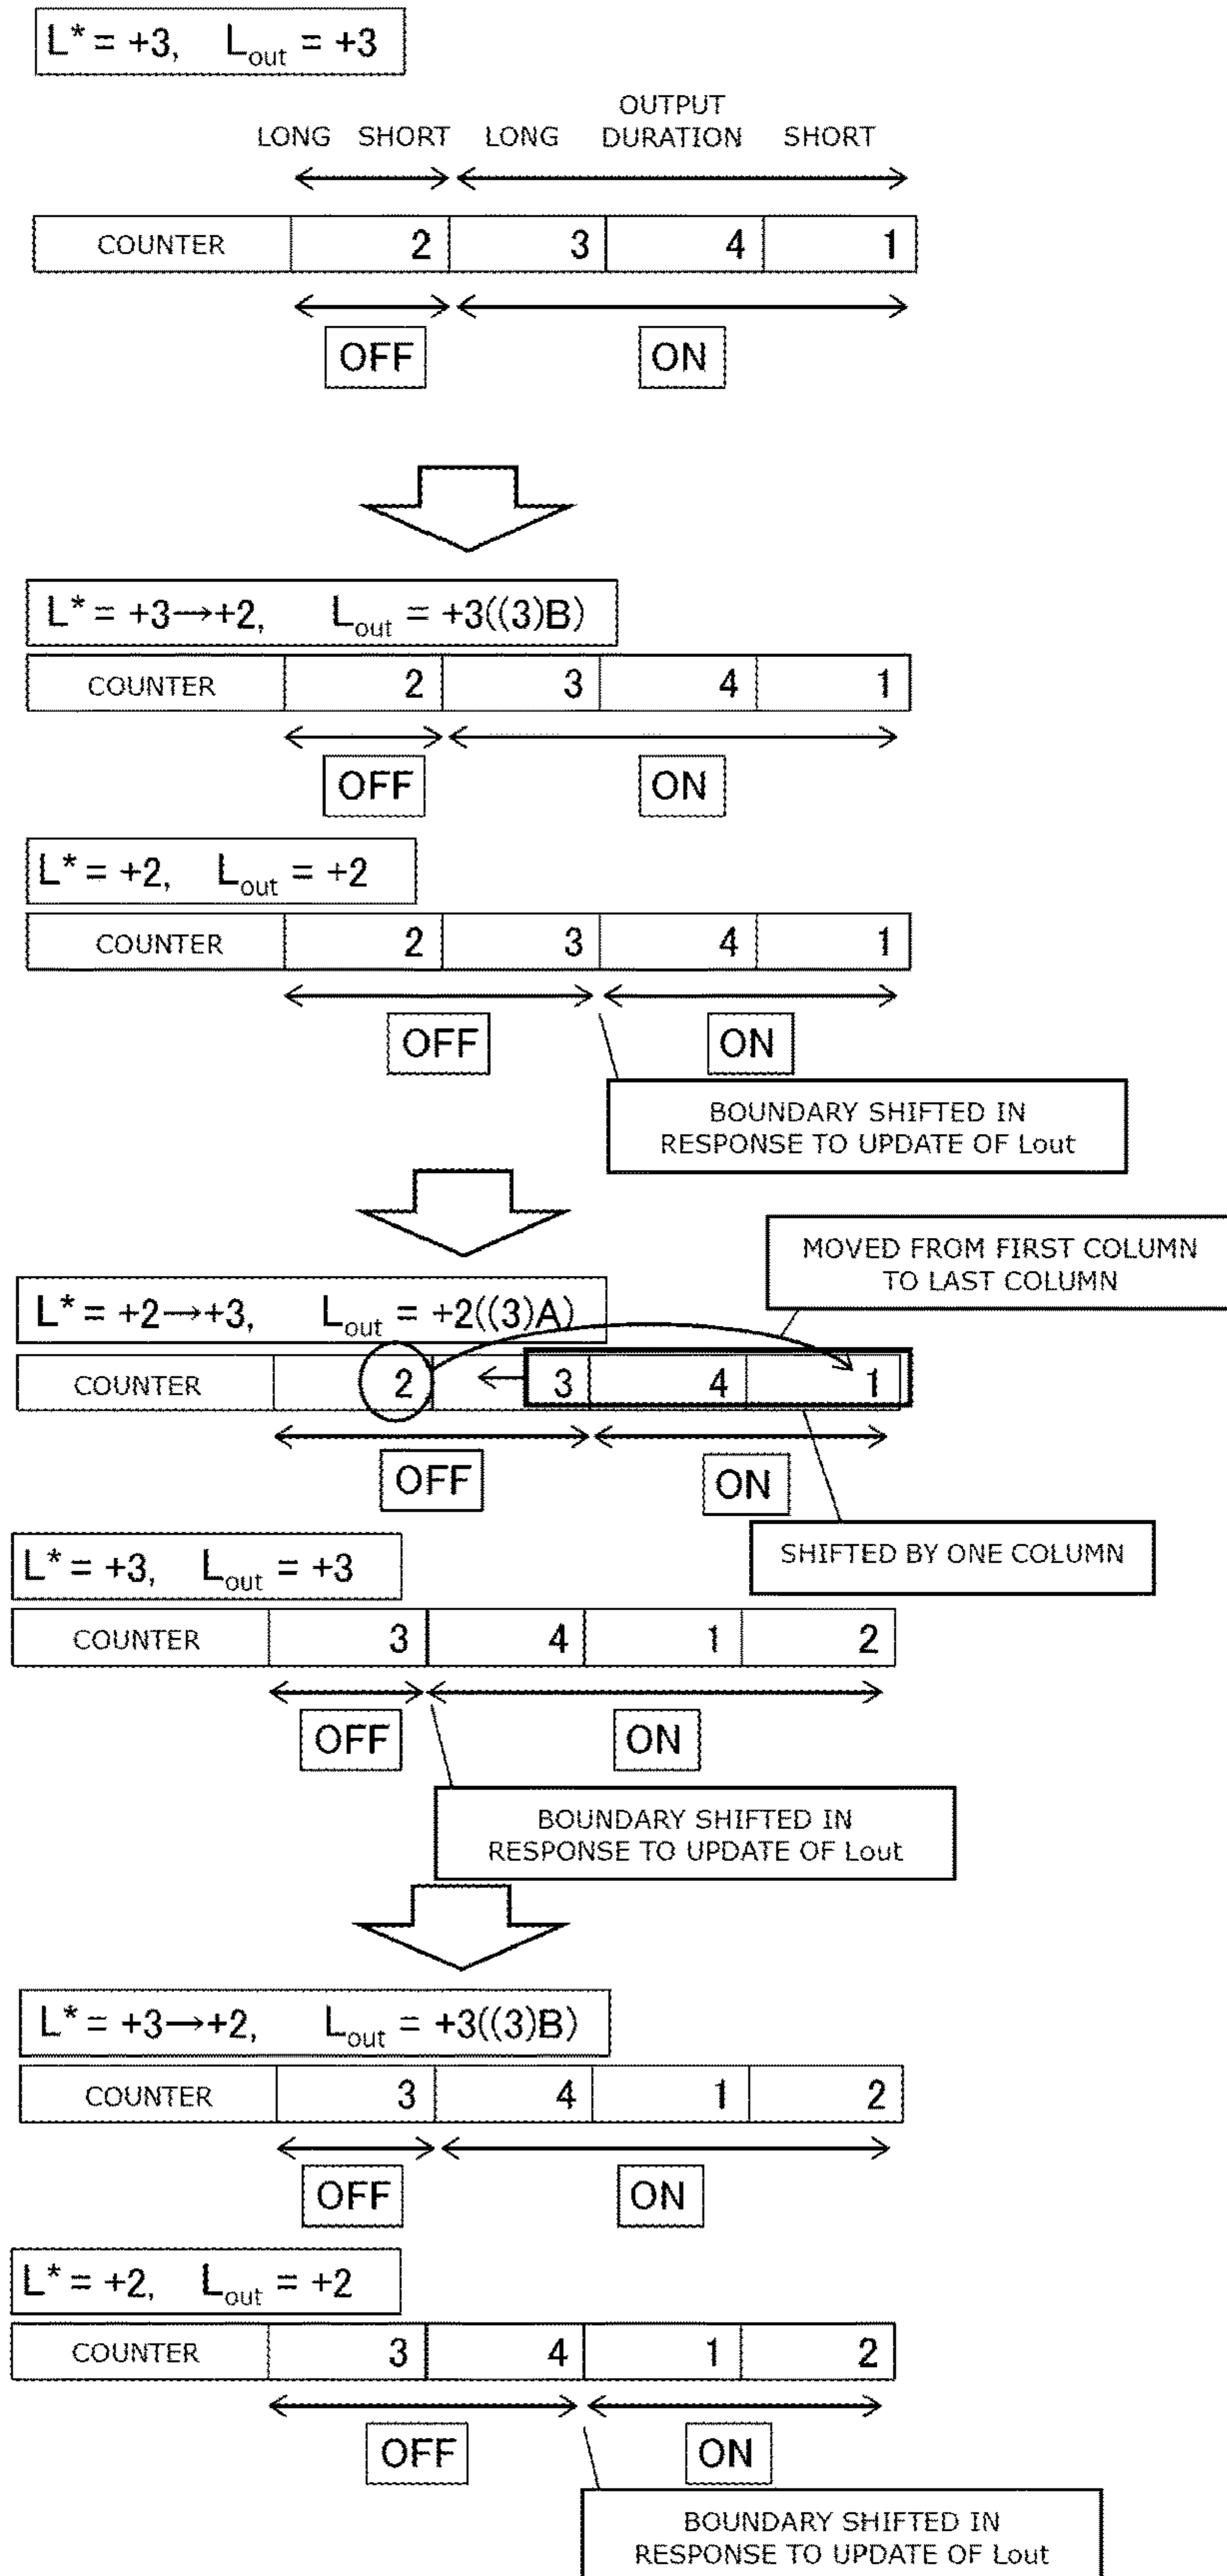 L* = +3, Lout = +3
OUTPUT
LONG SHORT LONG DURATION SHORT
COUNTER 2 3 4 1
OFF ON
L* = +3→+2, Lout = +3((3)B)
COUNTER 2 3 4 1
OFF ON
L* = +2, Lout = +2
COUNTER 2 3 4 1
OFF ON
BOUNDARY SHIFTED IN
RESPONSE TO UPDATE OF Lout
MOVED FROM FIRST COLUMN
TO LAST COLUMN
L* = +2→+3, Lout = +2((3)A)
COUNTER 2 3 4 1
OFF ON
SHIFTED BY ONE COLUMN
L* = +3, Lout = +3
COUNTER 3 4 1 2
OFF ON
BOUNDARY SHIFTED IN
RESPONSE TO UPDATE OF Lout
L* = +3→+2, Lout = +3((3)B)
COUNTER 3 4 1 2
OFF ON
L* = +2, Lout = +2
COUNTER 3 4 1 2
OFF ON
BOUNDARY SHIFTED IN
RESPONSE TO UPDATE OF Lout